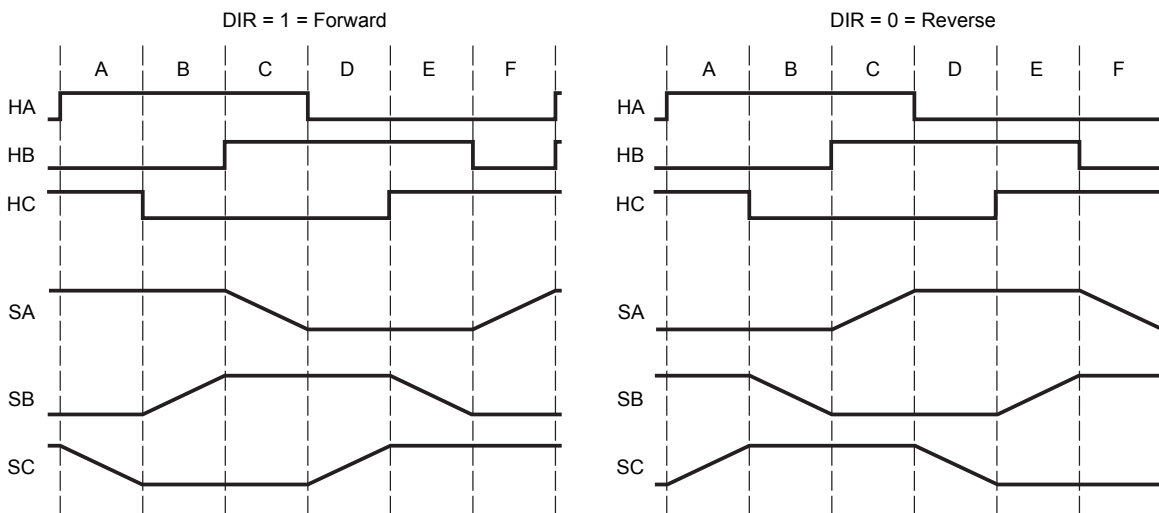 DIR = 1 = Forward
A B C D E F
HA
HB
HC
SA
SB
SC
DIR = 0 = Reverse
A B C D E F
HA
HB
HC
SA
SB
SC